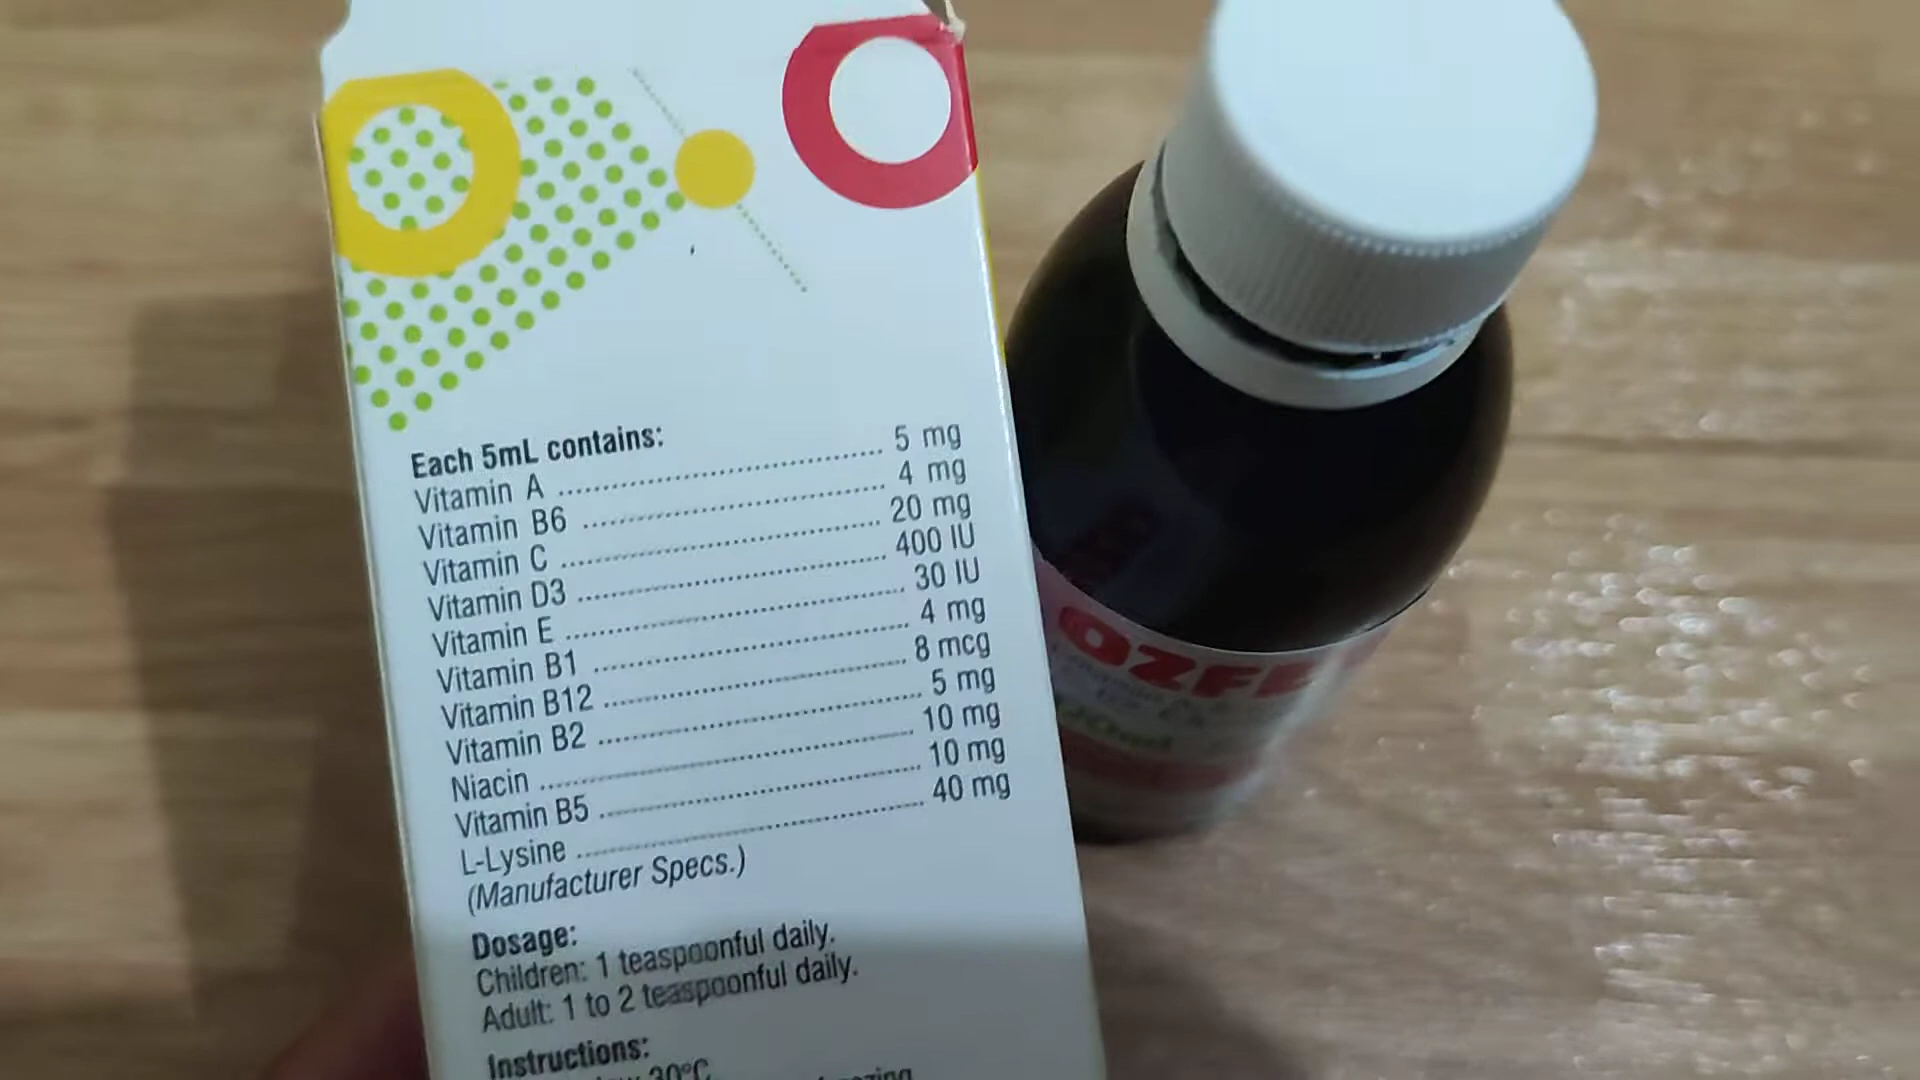 Each 5mL contains:
Vitamin A ........ 5 mg
Vitamin B6 ........ 4 mg
Vitamin C ........ 20 mg
Vitamin D3 ........ 400 IU
Vitamin E ........ 30 IU
Vitamin B1 ........ 4 mg
Vitamin B12 ........ 8 mcg
Vitamin B2 ........ 5 mg
Niacin ........ 10 mg
Vitamin B5 ........ 10 mg
L-Lysine ........ 40 mg
(Manufacturer Specs.)
Dosage:
Children: 1 teaspoonful daily.
Adult: 1 to 2 teaspoonful daily.
Instructions:
30°C
OZFE